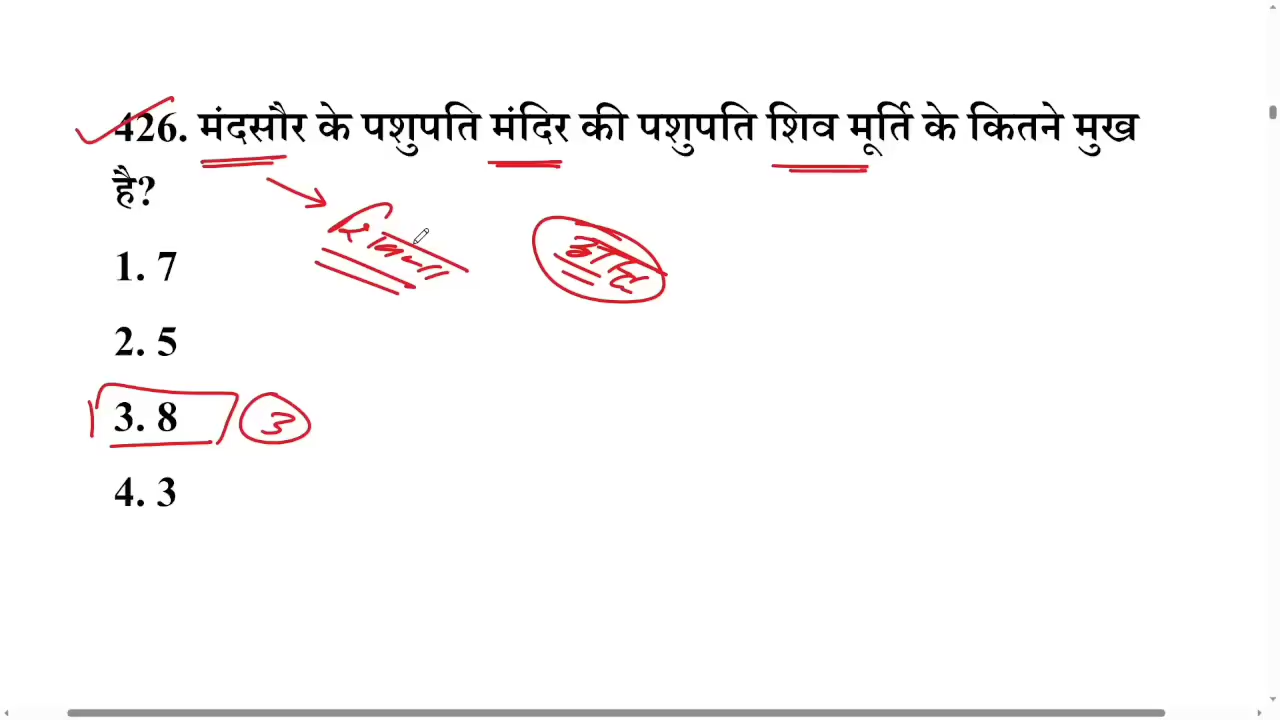 426. मंदसौर के पशुपति मंदिर की पशुपति शिव मूर्ति के कितने मुख
है?
1. 7
2. 5
3. 8 3
4. 3